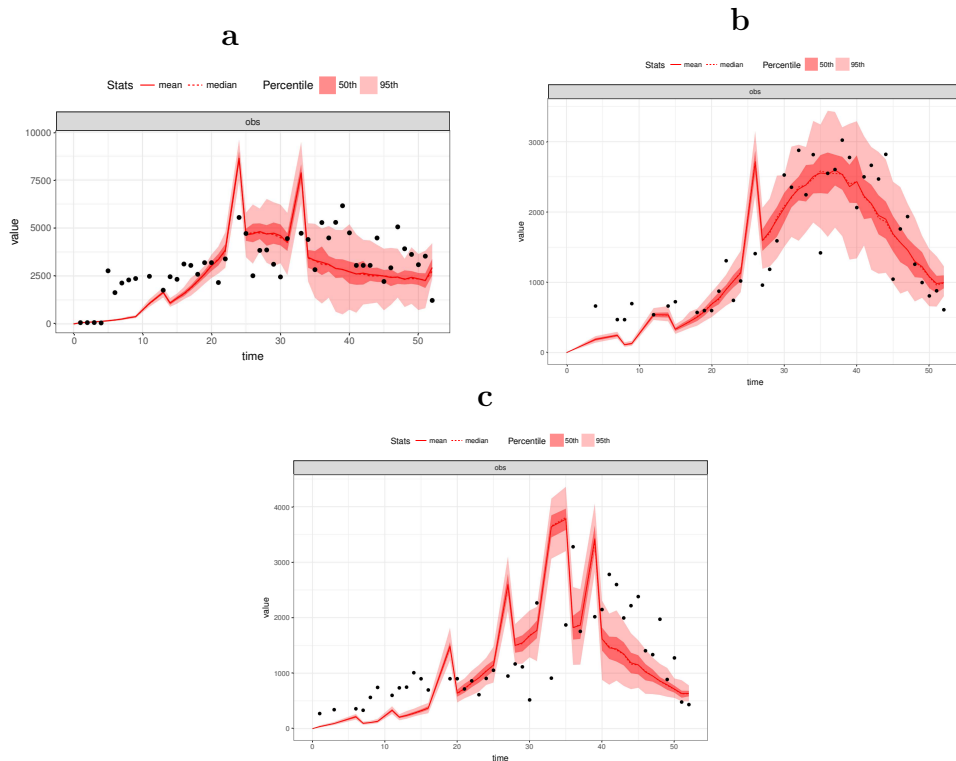 a
Stats mean median Percentile 50th 95th
obs
10000
7500
5000
2500
0
value
0 10 20 30 40 50
time
b
Stats mean median Percentile 50th 95th
obs
3000
2000
1000
0
value
0 10 20 30 40 50
time
c
Stats mean median Percentile 50th 95th
obs
4000
3000
2000
1000
0
value
0 10 20 30 40 50
time